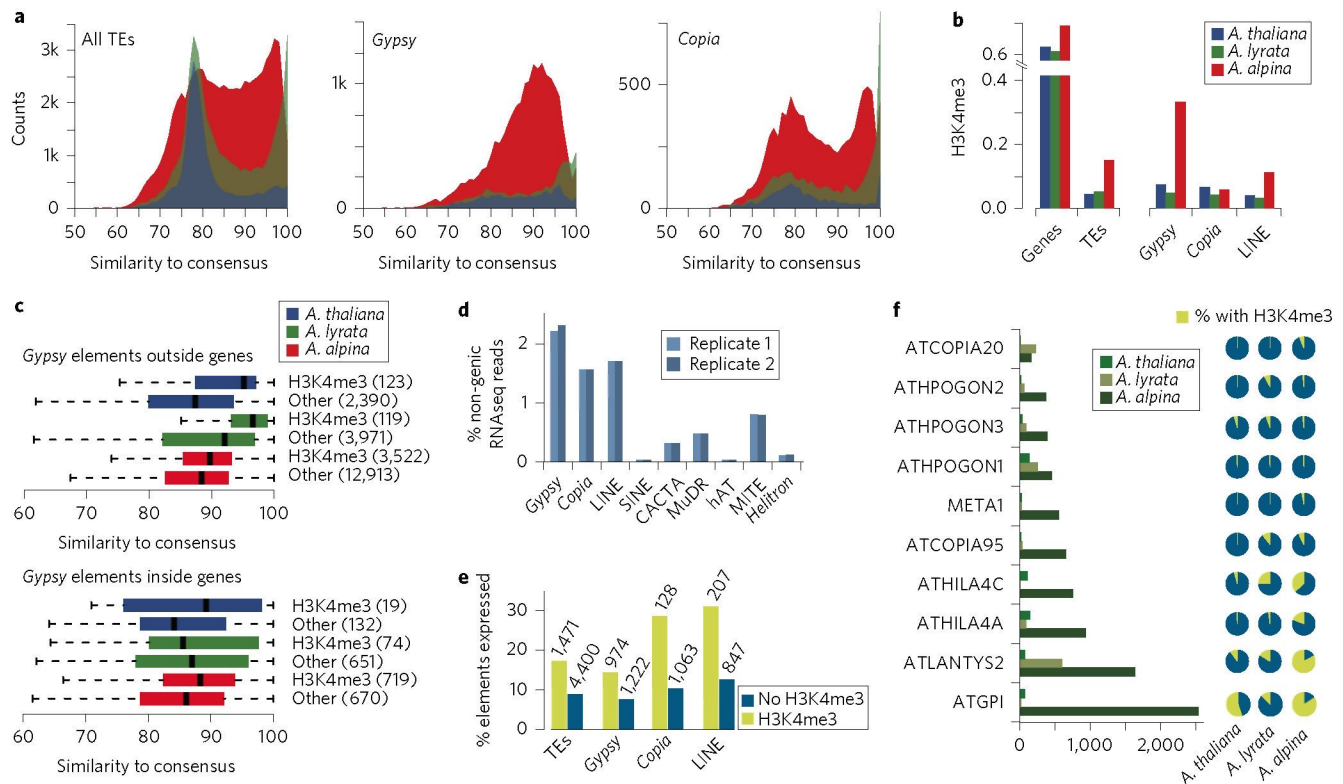 a
All TEs
3k
2k
1k
0
Counts
50 60 70 80 90 100
Similarity to consensus
Gypsy
1k
0
50 60 70 80 90 100
Similarity to consensus
Copia
500
0
50 60 70 80 90 100
Similarity to consensus
b
A. thaliana
A. lyrata
A. alpina
H3K4me3
0.6
0.4
0.2
0.0
Genes
TEs
Gypsy
Copia
LINE
c
A. thaliana
A. lyrata
A. alpina
Gypsy elements outside genes
H3K4me3 (123)
Other (2,390)
H3K4me3 (119)
Other (3,971)
H3K4me3 (3,522)
Other (12,913)
60 70 80 90 100
Similarity to consensus
Gypsy elements inside genes
H3K4me3 (19)
Other (132)
H3K4me3 (74)
Other (651)
H3K4me3 (719)
Other (670)
60 70 80 90 100
Similarity to consensus
d
Replicate 1
Replicate 2
% non-genic
RNAseq reads
2
1
0
Gypsy
Copia
LINE
SINE
CACTA
MuDR
hAT
MITE
Helitron
e
% elements expressed
30
20
10
0
1,471
4,400
974
1,222
128
1,063
207
847
TEs
Gypsy
Copia
LINE
No H3K4me3
H3K4me3
f
% with H3K4me3
A. thaliana
A. lyrata
A. alpina
ATCOPIA20
ATHPOGON2
ATHPOGON3
ATHPOGON1
META1
ATCOPIA95
ATHILA4C
ATHILA4A
ATLANTYS2
ATGPI
0 1,000 2,000
A. thaliana
A. lyrata
A. alpina